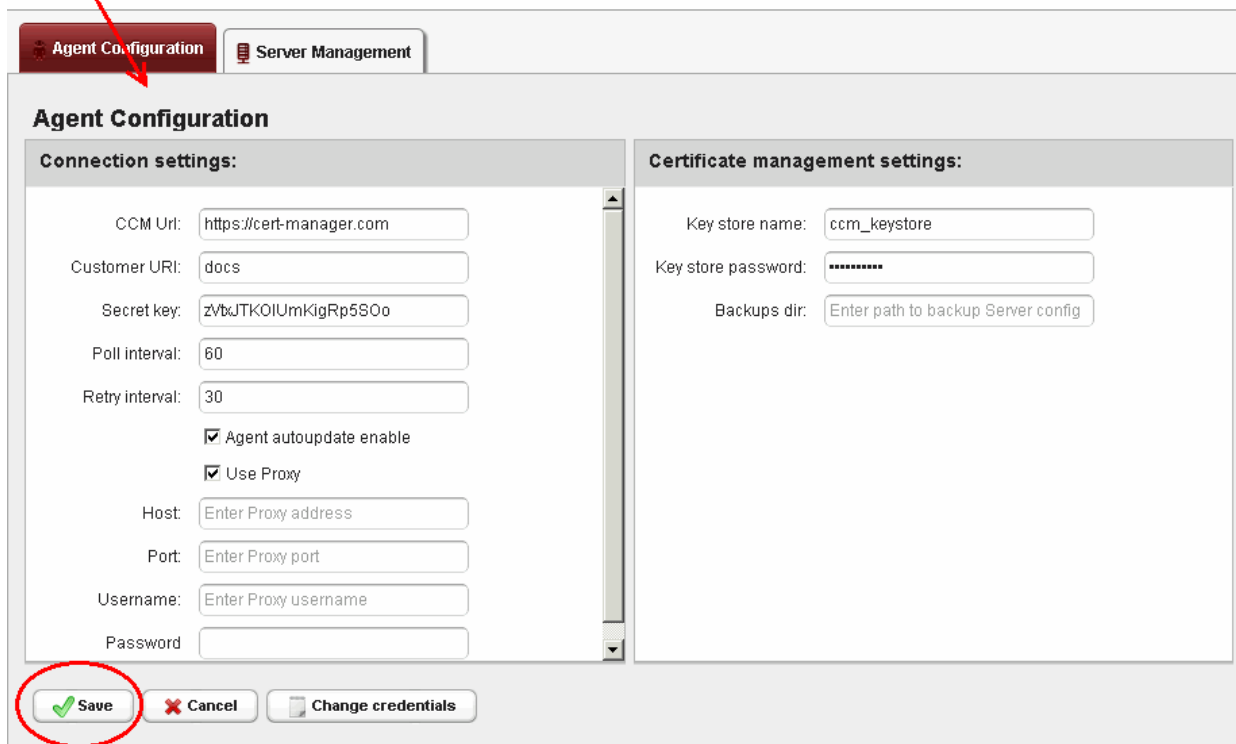 Agent Configuration
Server Management
Agent Configuration
Connection settings:
CCM Url: https://cert-manager.com
Customer URI: docs
Secret key:
Poll interval: 60
Retry interval: 30
Agent autoupdate enable
Use Proxy
Host: Enter Proxy address
Port: Enter Proxy port
Username: Enter Proxy username
Password
Certificate management settings:
Key store name: ccm_keystore
Key store password: ••••••••••
Backups dir: Enter path to backup Server config
Save
Cancel
Change credentials